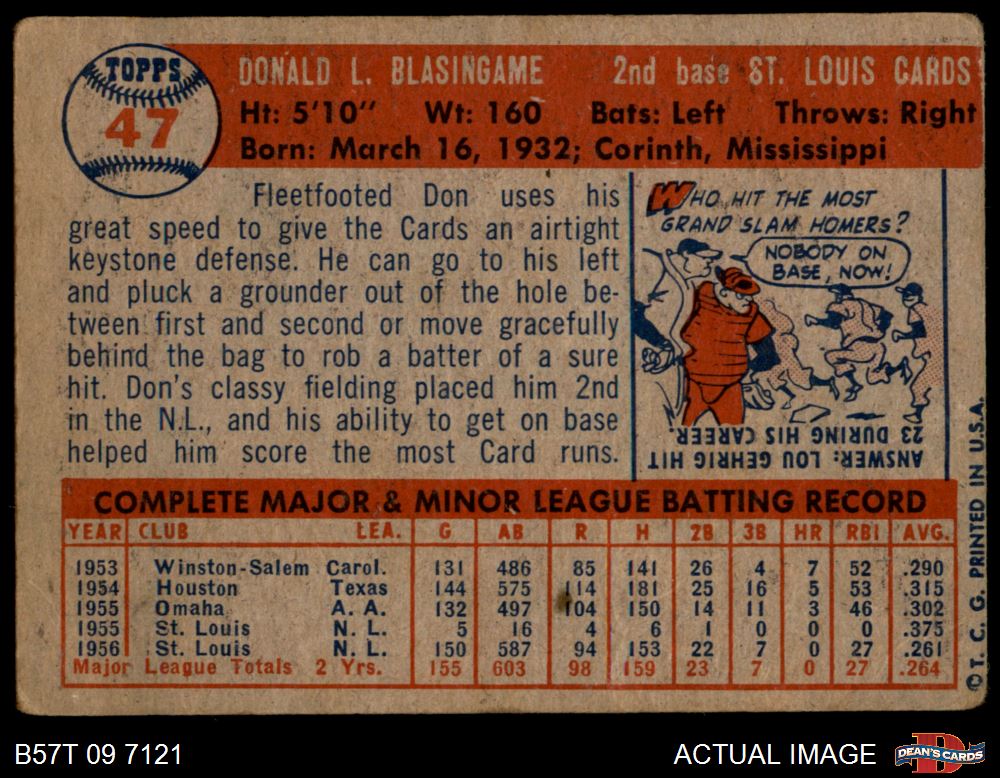 TOPPS
47
DONALD L. BLASINGAME 2nd base ST. LOUIS CARDS
Ht: 5'10" Wt: 160 Bats: Left Throws: Right
Born: March 16, 1932; Corinth, Mississippi
Fleetfooted Don uses his
great speed to give the Cards an airtight
keystone defense. He can go to his left
and pluck a grounder out of the hole be-
tween first and second or move gracefully
behind the bag to rob a batter of a sure
hit. Don's classy fielding placed him 2nd
in the N.L., and his ability to get on base
helped him score the most Card runs.
WHO HIT THE MOST
GRAND SLAM HOMERS?
NOBODY ON
BASE, NOW!
ANSWER: LOU GEHRIG HIT
23 DURING HIS CAREER.
COMPLETE MAJOR & MINOR LEAGUE BATTING RECORD
YEAR CLUB LEA. G AB R H 2B 3B HR RBI AVG.
1953 Winston-Salem Carol. 131 486 85 141 26 4 7 52 .290
1954 Houston Texas 144 575 114 181 25 16 5 53 .315
1955 Omaha A. A. 132 497 104 150 14 11 3 46 .302
1955 St. Louis N. L. 5 16 4 6 1 0 0 0 .375
1956 St. Louis N. L. 150 587 94 153 22 7 0 27 .261
Major League Totals 2 Yrs. 155 603 98 159 23 7 0 27 .264
©T. C. G. PRINTED IN U.S.A.
B57T 09 7121 ACTUAL IMAGE
D
DEAN'S CARDS